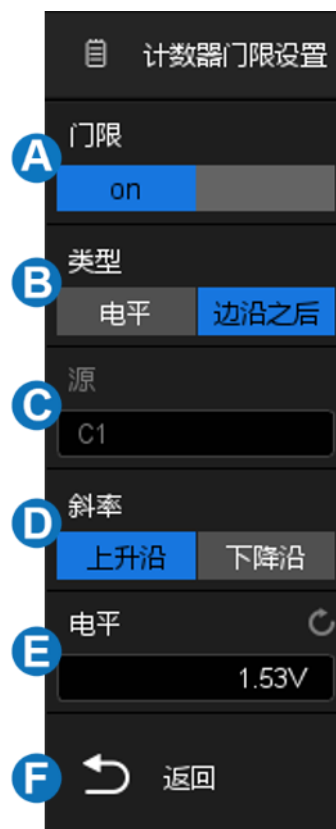 计数器门限设置
门限
A
on
类型
B
电平 边沿之后
源
C
C1
斜率
D
上升沿 下降沿
电平
E
1.53V
F 返回